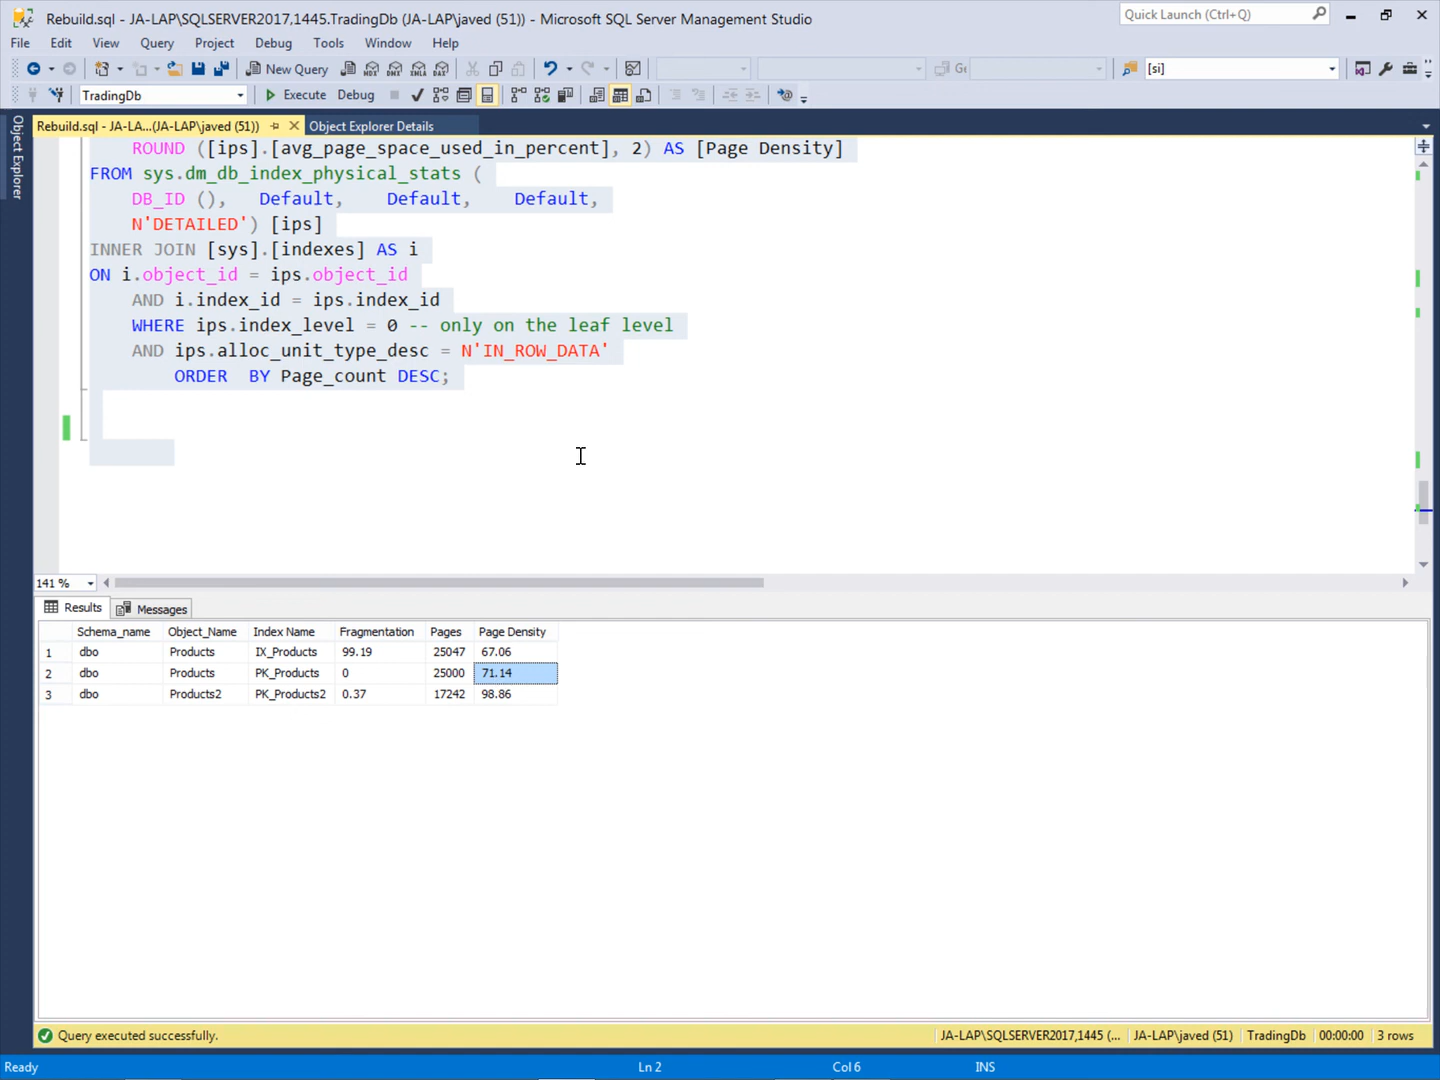 Rebuild.sql - JA-LAP\SQLSERVER2017,1445.TradingDb (JA-LAP\javed (51)) - Microsoft SQL Server Management Studio
Quick Launch (Ctrl+Q)
File Edit View Query Project Debug Tools Window Help
New Query
[si]
TradingDb Execute Debug
Object Explorer
Rebuild.sql - JA-LA...(JA-LAP\javed (51)) Object Explorer Details
ROUND ([ips].[avg_page_space_used_in_percent], 2) AS [Page Density]
FROM sys.dm_db_index_physical_stats (
DB_ID (), Default, Default, Default,
N'DETAILED') [ips]
INNER JOIN [sys].[indexes] AS i
ON i.object_id = ips.object_id
AND i.index_id = ips.index_id
WHERE ips.index_level = 0 -- only on the leaf level
AND ips.alloc_unit_type_desc = N'IN_ROW_DATA'
ORDER BY Page_count DESC;
141 %
Results Messages
Schema_name Object_Name Index Name Fragmentation Pages Page Density
1 dbo Products IX_Products 99.19 25047 67.06
2 dbo Products PK_Products 0 25000 71.14
3 dbo Products2 PK_Products2 0.37 17242 98.86
Query executed successfully. JA-LAP\SQLSERVER2017,1445 (... JA-LAP\javed (51) TradingDb 00:00:00 3 rows
Ready Ln 2 Col 6 INS